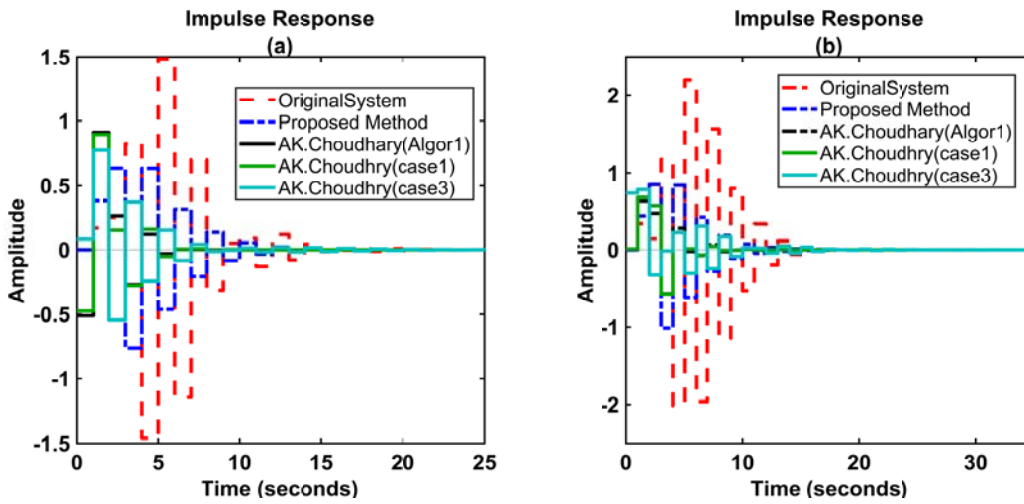 Impulse Response
(a)
1.5
1
0.5
0
-0.5
-1
-1.5
Amplitude
OriginalSystem
Proposed Method
AK.Choudhary(Algor1)
AK.Choudhry(case1)
AK.Choudhry(case3)
0 5 10 15 20 25
Time (seconds)
Impulse Response
(b)
2
1
0
-1
-2
Amplitude
OriginalSystem
Proposed Method
AK.Choudhary(Algor1)
AK.Choudhry(case1)
AK.Choudhry(case3)
0 10 20 30
Time (seconds)